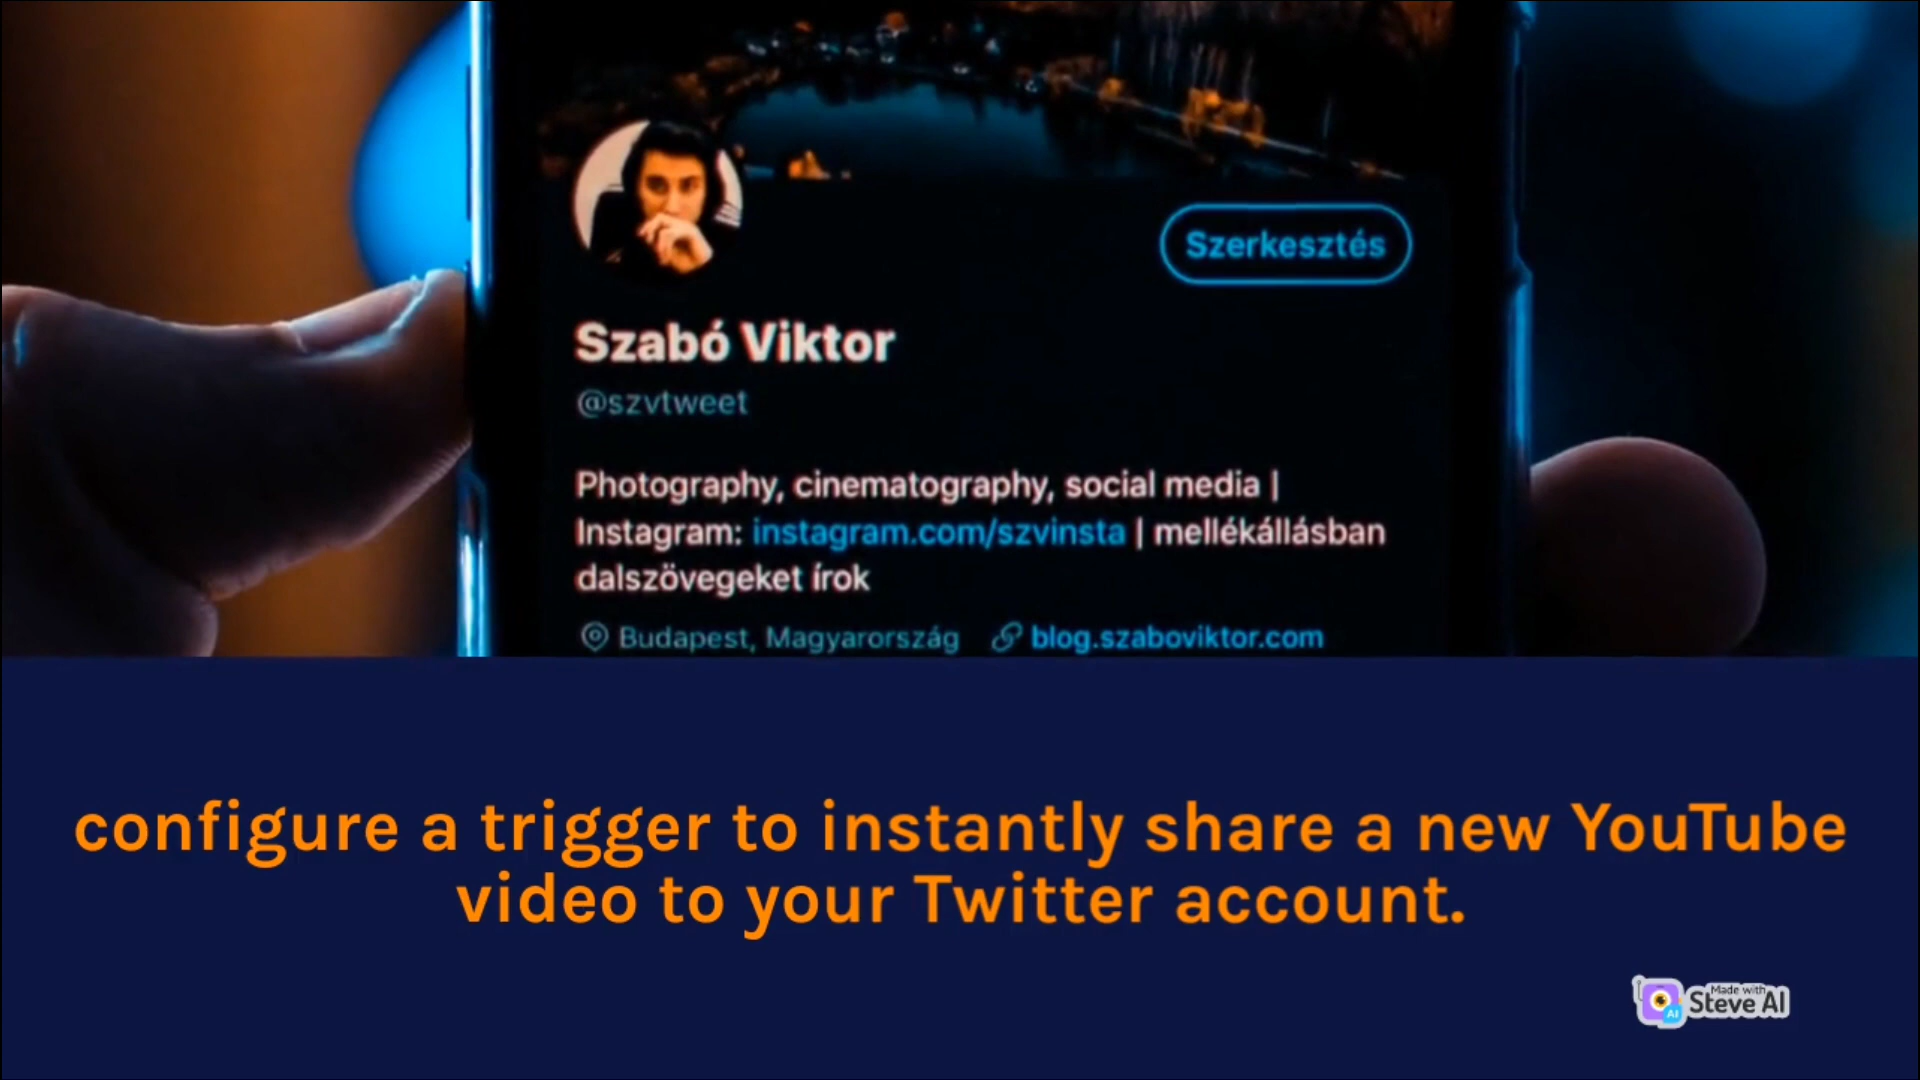 Szerkesztés
Szabó Viktor
@szvtweet
Photography, cinematography, social media |
Instagram: instagram.com/szvinsta | mellékállásban
dalszövegeket írok
Budapest, Magyarország blog.szaboviktor.com
configure a trigger to instantly share a new YouTube
video to your Twitter account.
Made with
Steve AI
AI